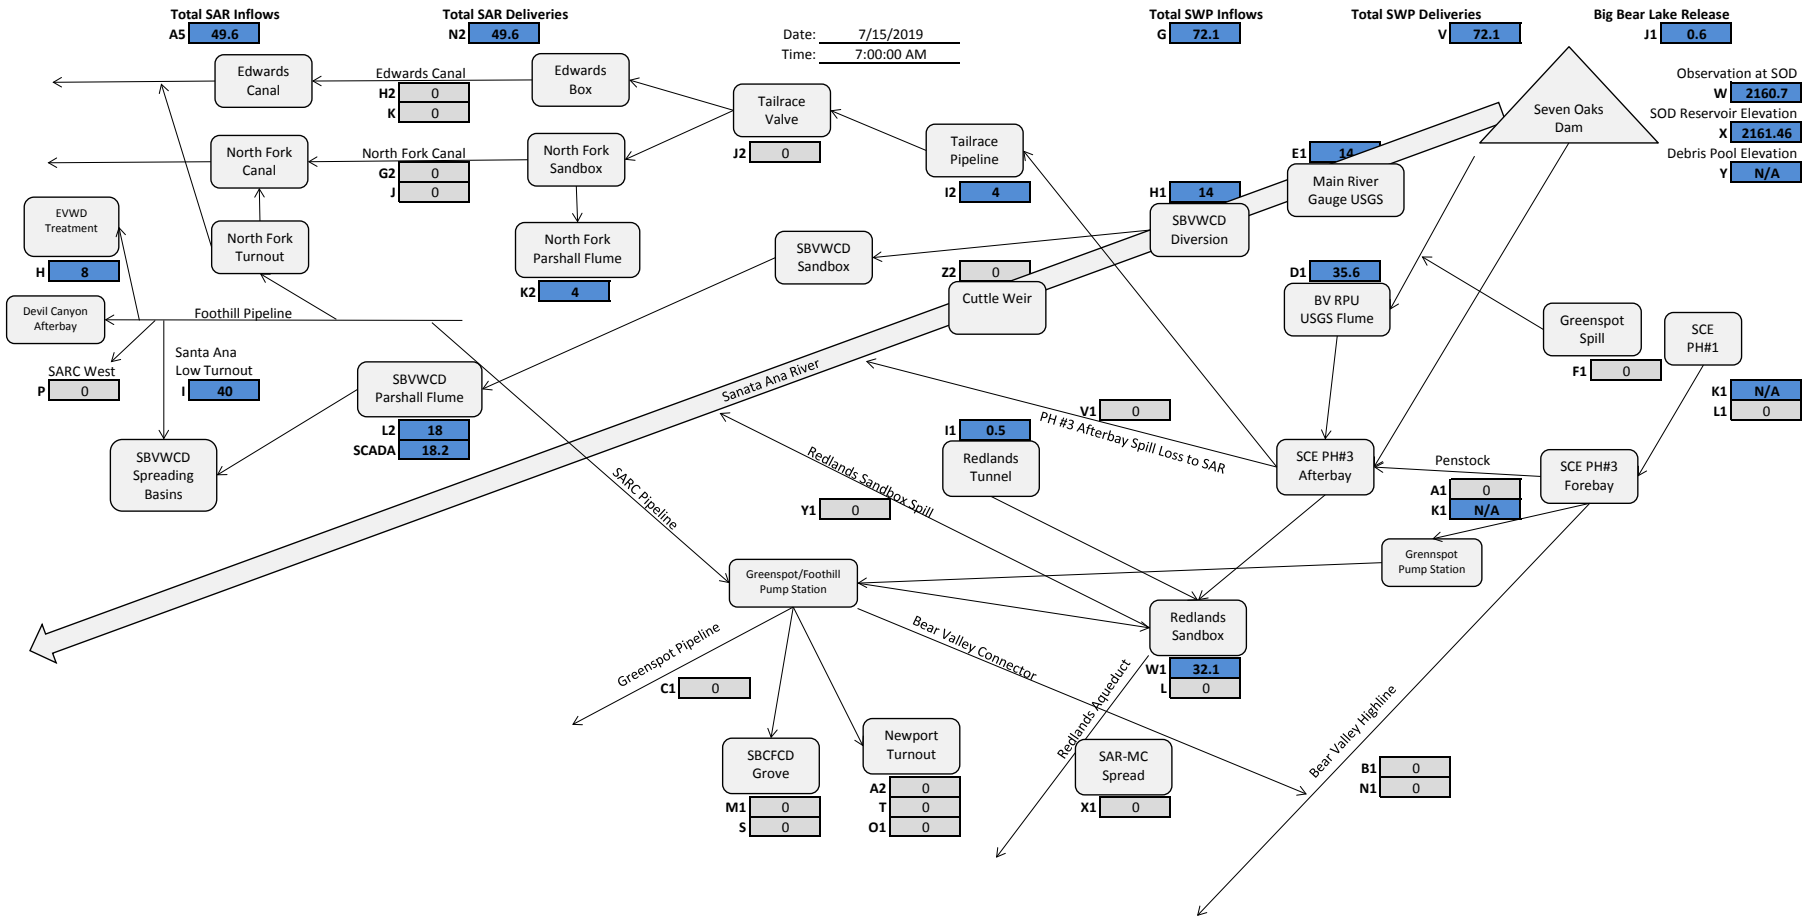 Total SAR Inflows
A5 49.6
Total SAR Deliveries
N2 49.6
Date: 7/15/2019
Time: 7:00:00 AM
Total SWP Inflows
G 72.1
Total SWP Deliveries
V 72.1
Big Bear Lake Release
J1 0.6
Observation at SOD
W 2160.7
SOD Reservoir Elevation
X 2161.46
Debris Pool Elevation
Y N/A
Seven Oaks
Dam
Edwards
Canal
Edwards Canal
H2 0
K 0
Edwards
Box
Tailrace
Valve
J2 0
Tailrace
Pipeline
I2 4
E1 14
Main River
Gauge USGS
H1 14
SBVWCD
Diversion
North Fork
Canal
North Fork Canal
G2 0
J 0
North Fork
Sandbox
EVWD
Treatment
H 8
North Fork
Turnout
North Fork
Parshall Flume
K2 4
SBVWCD
Sandbox
Z2 0
Cuttle Weir
D1 35.6
BV RPU
USGS Flume
Greenspot
Spill
F1 0
SCE
PH#1
K1 N/A
L1 0
Devil Canyon
Afterbay
Foothill Pipeline
SARC West
P 0
Santa Ana
Low Turnout
I 40
SBVWCD
Parshall Flume
L2 18
SCADA 18.2
Sanata Ana River
V1 0
PH #3 Afterbay Spill Loss to SAR
SBVWCD
Spreading
Basins
I1 0.5
Redlands
Tunnel
SCE PH#3
Afterbay
Penstock
A1 0
K1 N/A
SCE PH#3
Forebay
Redlands Sandbox Spill
Y1 0
SARC Pipeline
Grennspot
Pump Station
Greenspot/Foothill
Pump Station
Redlands
Sandbox
W1 32.1
L 0
Greenspot Pipeline
C1 0
Bear Valley Connector
Redlands Aqueduct
Bear Valley Highline
SBCFCD
Grove
M1 0
S 0
Newport
Turnout
A2 0
T 0
O1 0
SAR-MC
Spread
X1 0
B1 0
N1 0